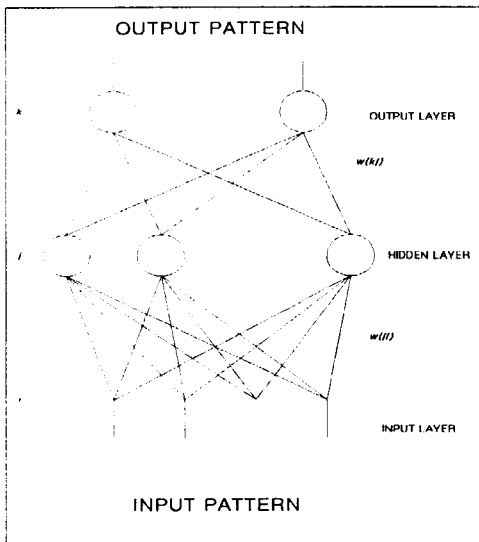 OUTPUT PATTERN
k
OUTPUT LAYER
w(kj)
HIDDEN LAYER
w(ji)
INPUT LAYER
INPUT PATTERN